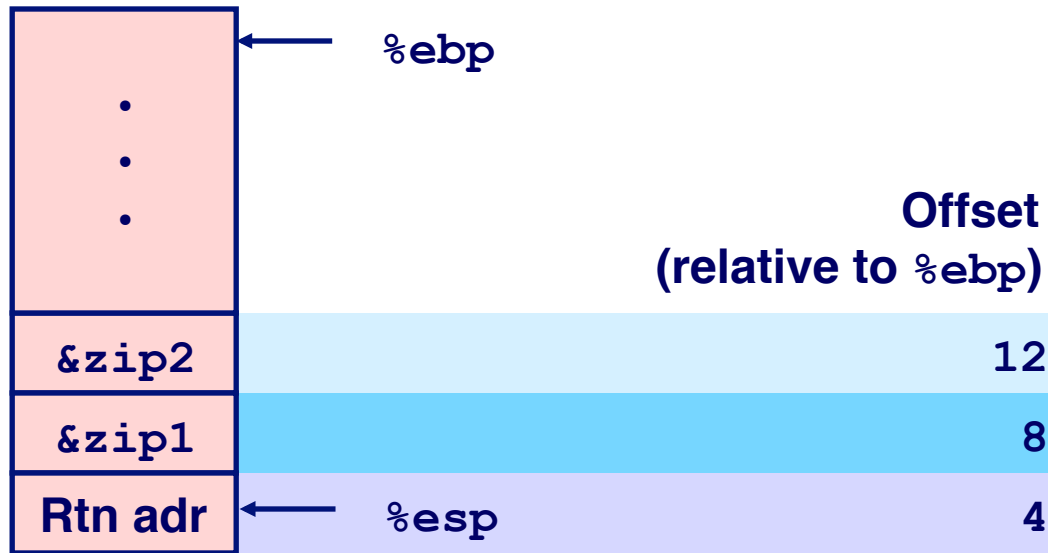 %ebp
.
.
.
Offset
(relative to %ebp)
&zip2 12
&zip1 8
Rtn adr %esp 4